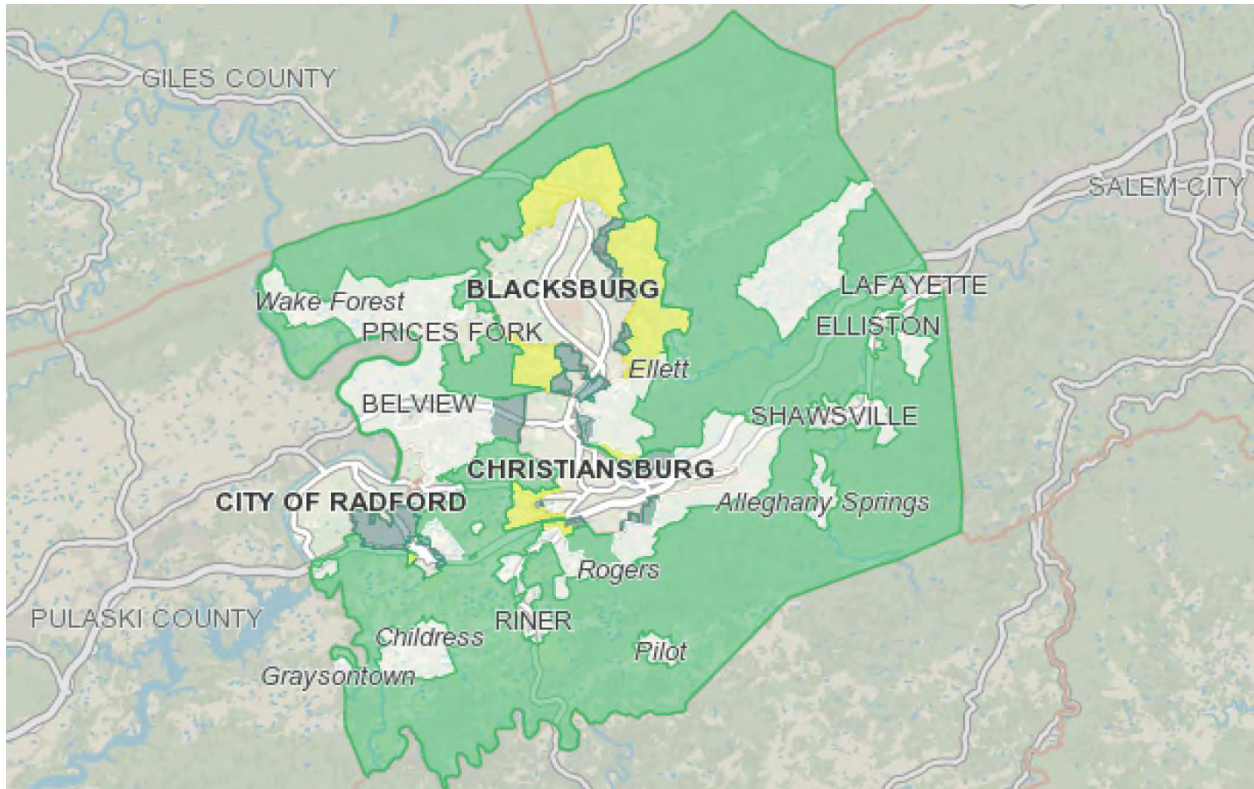 GILES COUNTY
SALEM CITY
LAFAYETTE
BLACKSBURG
Wake Forest
ELLISTON
PRICES FORK
Ellett
BELVIEW
SHAWSVILLE
CHRISTIANSBURG
CITY OF RADFORD
Alleghany Springs
Rogers
PULASKI COUNTY
RINER
Childress
Pilot
Graysontown